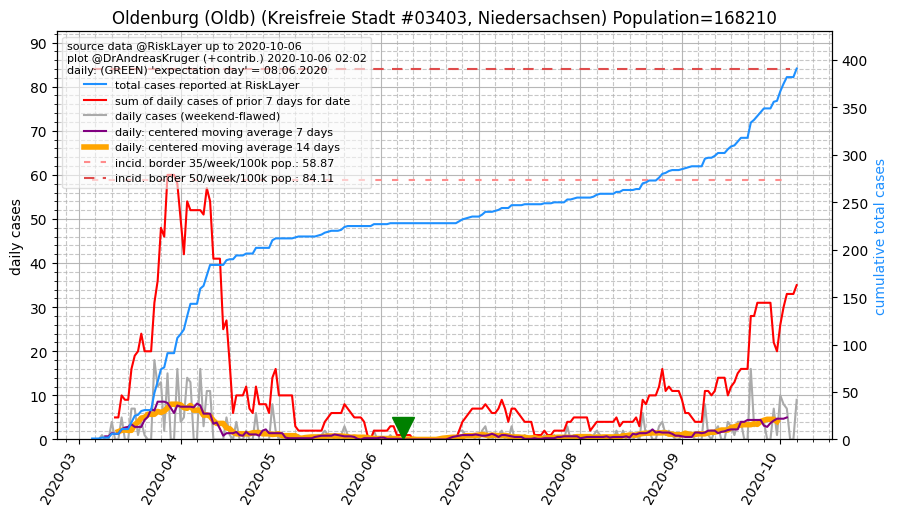 Oldenburg (Oldb) (Kreisfreie Stadt #03403, Niedersachsen) Population=168210
source data @RiskLayer up to 2020-10-06
plot @DrAndreasKruger (+contrib.) 2020-10-06 02:02
daily: (GREEN) 'expectation day' = 08.06.2020
total cases reported at RiskLayer
sum of daily cases of prior 7 days for date
daily cases (weekend-flawed)
daily: centered moving average 7 days
daily: centered moving average 14 days
incid. border 35/week/100k pop.: 58.87
incid. border 50/week/100k pop.: 84.11
daily cases
90
80
70
60
50
40
30
20
10
0
cumulative total cases
400
350
300
250
200
150
100
50
0
2020-03
2020-04
2020-05
2020-06
2020-07
2020-08
2020-09
2020-10